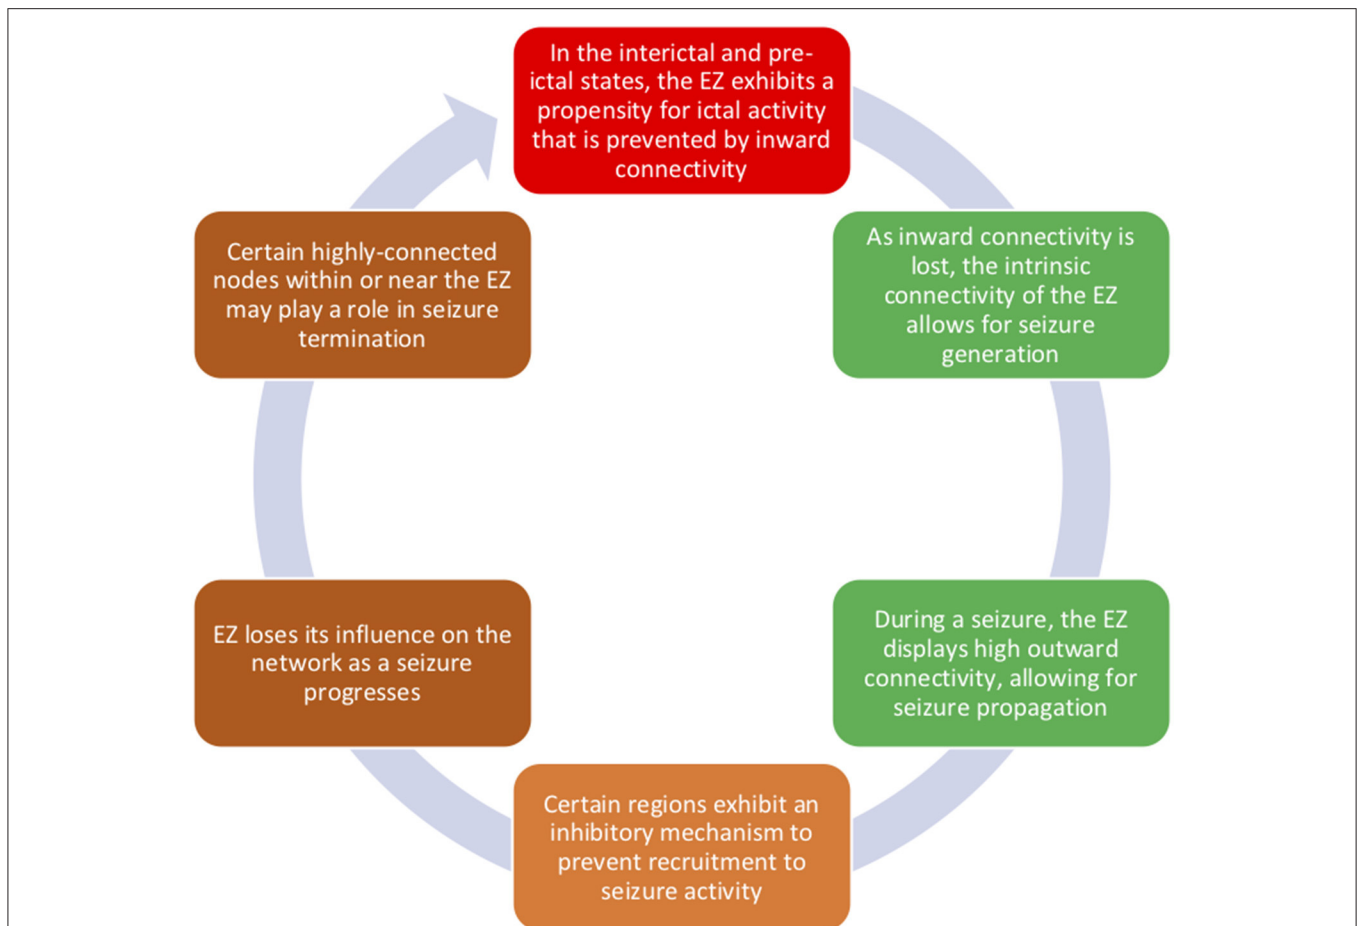 In the interictal and pre-
ictal states, the EZ exhibits a
propensity for ictal activity
that is prevented by inward
connectivity
As inward connectivity is
lost, the intrinsic
connectivity of the EZ
allows for seizure
generation
During a seizure, the EZ
displays high outward
connectivity, allowing for
seizure propagation
Certain regions exhibit an
inhibitory mechanism to
prevent recruitment to
seizure activity
EZ loses its influence on the
network as a seizure
progresses
Certain highly-connected
nodes within or near the EZ
may play a role in seizure
termination